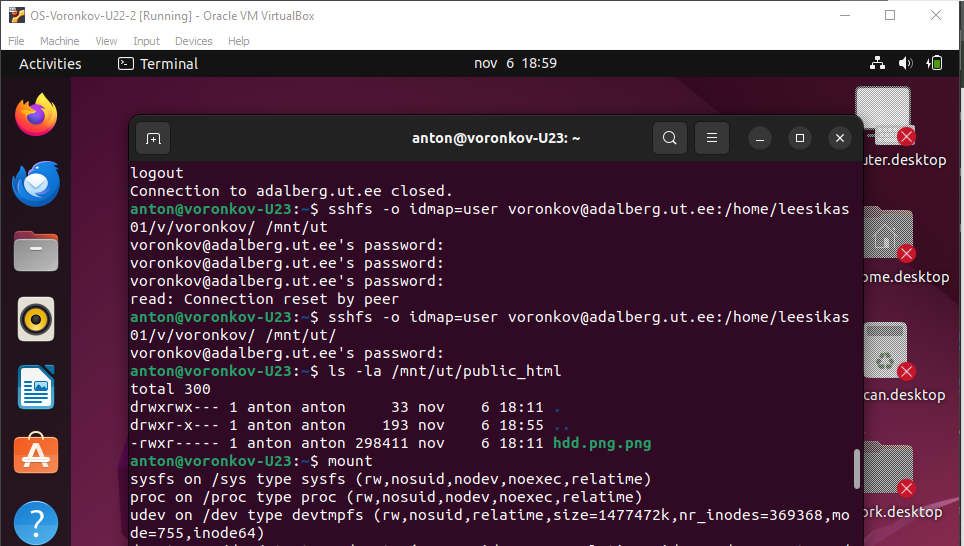 OS-Voronkov-U22-2 [Running] - Oracle VM VirtualBox
File Machine View Input Devices Help
Activities Terminal nov 6 18:59
anton@voronkov-U23: ~
logout
Connection to adalberg.ut.ee closed.
anton@voronkov-U23:~$ sshfs -o idmap=user voronkov@adalberg.ut.ee:/home/leesikas
01/v/voronkov/ /mnt/ut
voronkov@adalberg.ut.ee's password:
voronkov@adalberg.ut.ee's password:
voronkov@adalberg.ut.ee's password:
read: Connection reset by peer
anton@voronkov-U23:~$ sshfs -o idmap=user voronkov@adalberg.ut.ee:/home/leesikas
01/v/voronkov/ /mnt/ut/
voronkov@adalberg.ut.ee's password:
anton@voronkov-U23:~$ ls -la /mnt/ut/public_html
total 300
drwxrwx--- 1 anton anton     33 nov    6 18:11 .
drwxr-x--- 1 anton anton    193 nov    6 18:55 ..
-rwxr----- 1 anton anton 298411 nov    6 18:11 hdd.png.png
anton@voronkov-U23:~$ mount
sysfs on /sys type sysfs (rw,nosuid,nodev,noexec,relatime)
proc on /proc type proc (rw,nosuid,nodev,noexec,relatime)
udev on /dev type devtmpfs (rw,nosuid,relatime,size=1477472k,nr_inodes=369368,mo
de=755,inode64)
uter.desktop
ome.desktop
can.desktop
ork.desktop